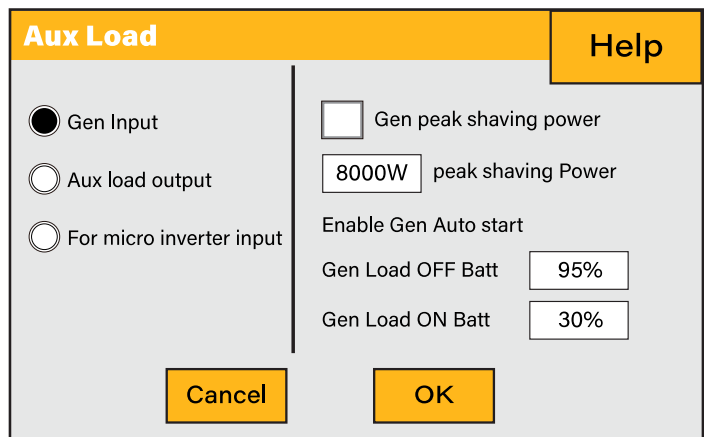 Aux Load
Help
Gen Input
Aux load output
For micro inverter input
Gen peak shaving power
8000W peak shaving Power
Enable Gen Auto start
Gen Load OFF Batt 95%
Gen Load ON Batt 30%
Cancel
OK